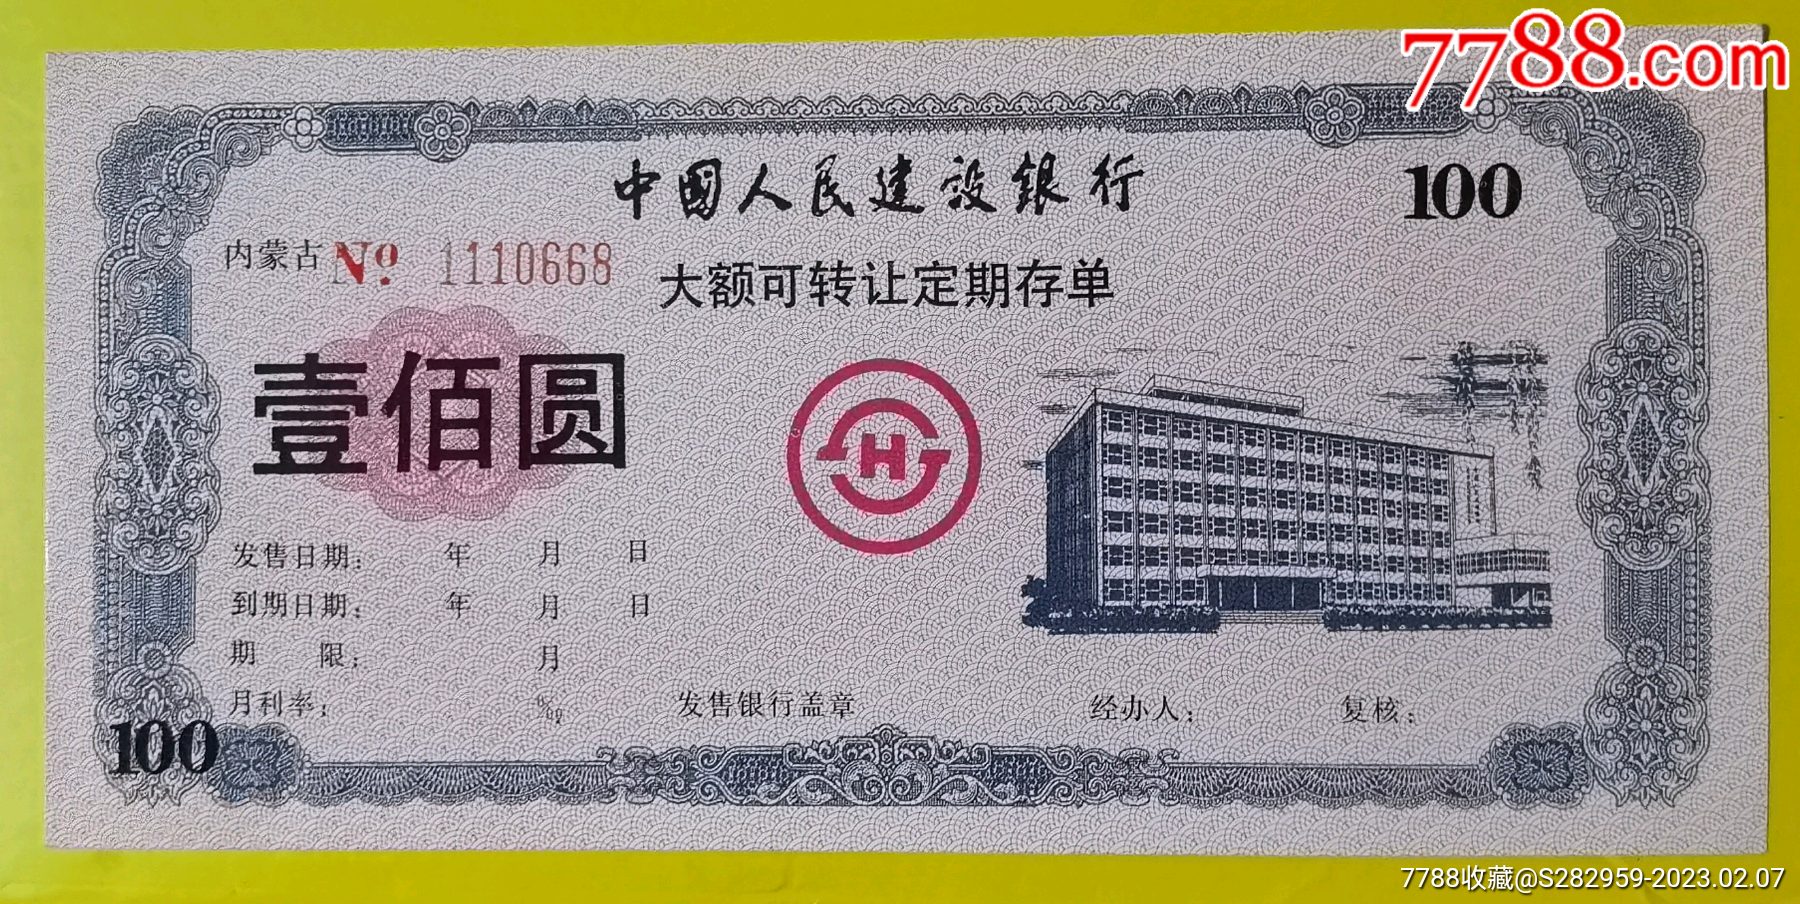 7788.com
中国人民建设银行
100
内蒙古 No. 1110668
大额可转让定期存单
壹佰圆
H
发售日期： 年 月 日
到期日期： 年 月 日
期 限： 月
月利率： ‰
发售银行盖章
经办人：
复核：
100
7788收藏@S282959-2023.02.07